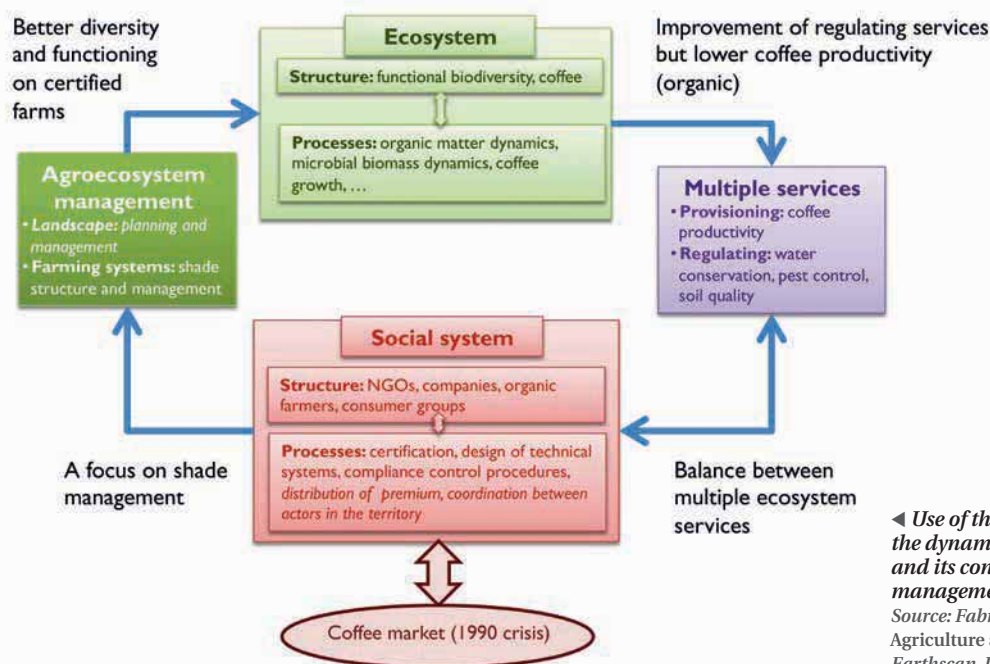 Better diversity
and functioning
on certified
farms
Ecosystem
Structure: functional biodiversity, coffee
Processes: organic matter dynamics,
microbial biomass dynamics, coffee
growth, …
Improvement of regulating services
but lower coffee productivity
(organic)
Agroecosystem
management
• Landscape: planning and
management
• Farming systems: shade
structure and management
Multiple services
• Provisioning: coffee
productivity
• Regulating: water
conservation, pest control,
soil quality
Social system
Structure: NGOs, companies, organic
farmers, consumer groups
Processes: certification, design of technical
systems, compliance control procedures,
distribution of premium, coordination between
actors in the territory
A focus on shade
management
Balance between
multiple ecosystem
services
Coffee market (1990 crisis)
◀ Use of th
the dynam
and its con
managem
Source: Fabr
Agriculture
Earthscan,